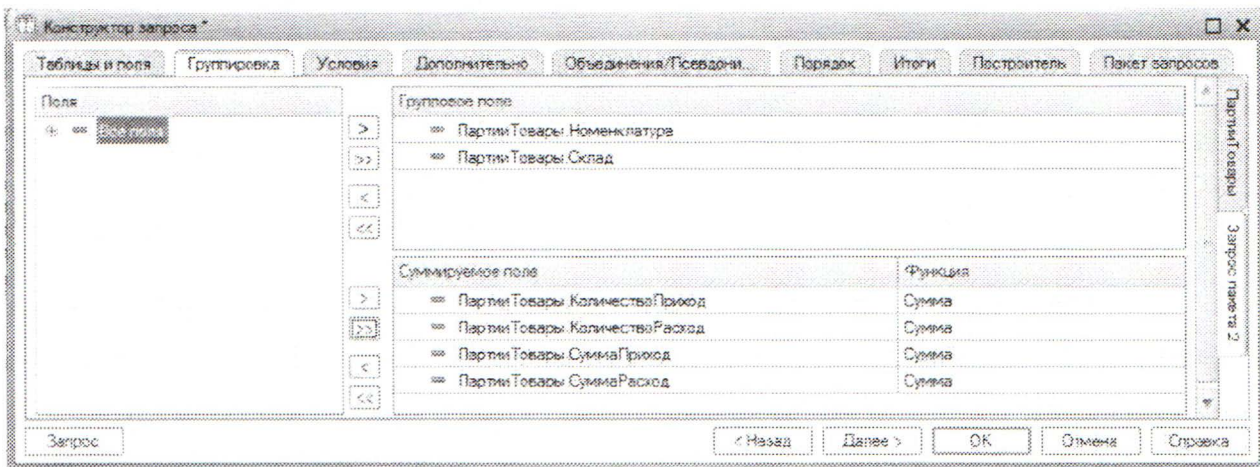 Конструктор запроса *
Таблицы и поля Группировка Условия Дополнительно Объединения/Псевдони... Порядок Итоги Построитель Пакет запросов
Поля
Все поля
>
>>
<
<<
Групповое поле
ПартииТовары.Номенклатура
ПартииТовары.Склад
>
>>
<
<<
Суммируемое поле Функция
ПартииТовары.КоличествоПриход Сумма
ПартииТовары.КоличествоРасход Сумма
ПартииТовары.СуммаПриход Сумма
ПартииТовары.СуммаРасход Сумма
ПартииТовары
Запрос пакета 2
Запрос < Назад Далее > ОК Отмена Справка